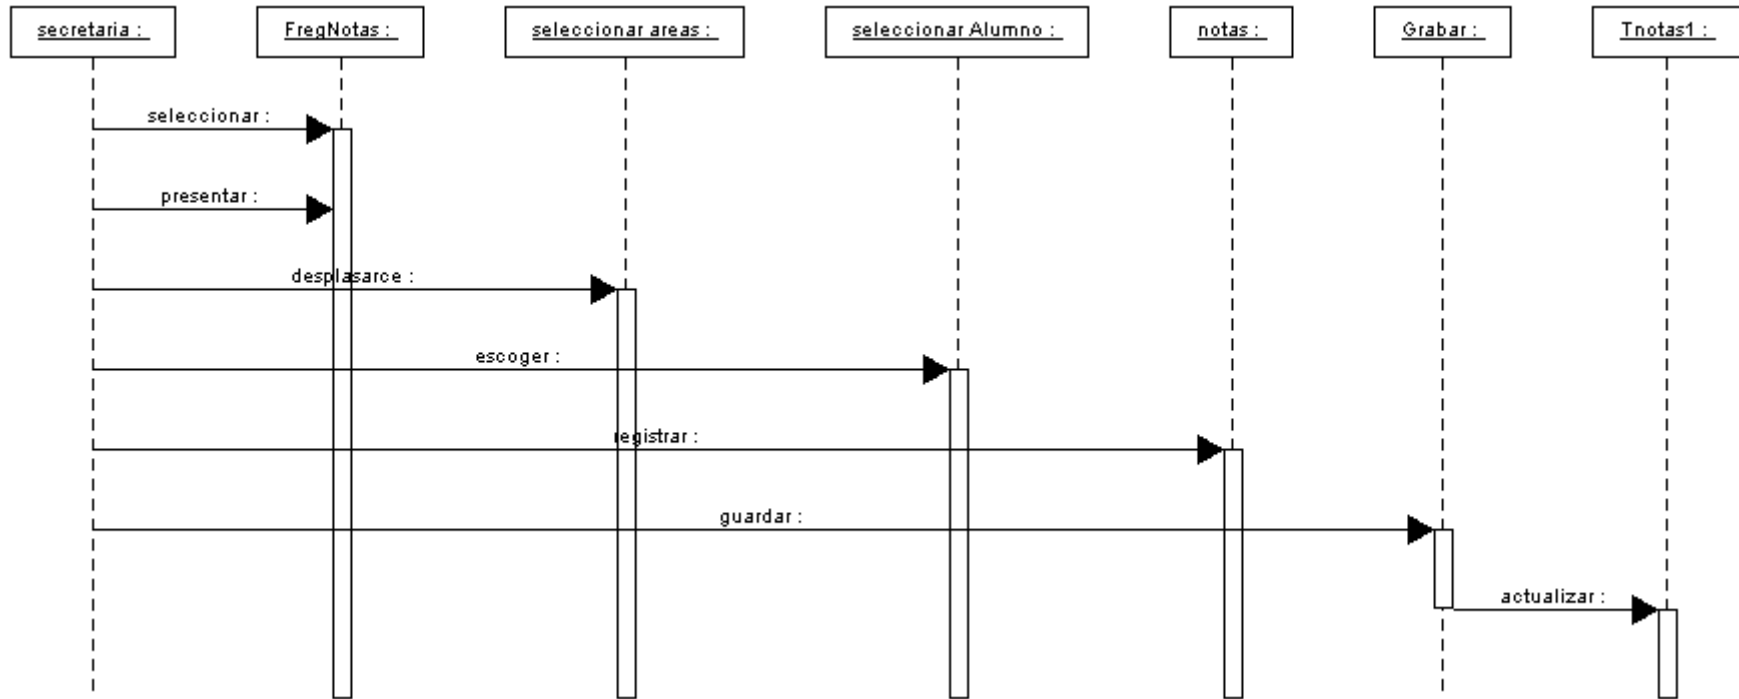 secretaria :
FregNotas :
seleccionar areas :
seleccionar Alumno :
notas :
Grabar :
Tnotas1 :
seleccionar :
presentar :
desplasarce :
escoger :
registrar :
guardar :
actualizar :